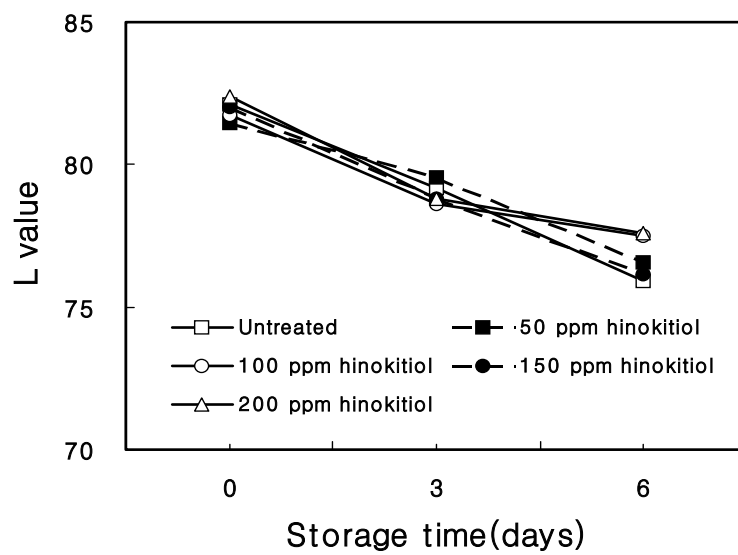 85
80
75
70
L value
Untreated
50 ppm hinokitiol
100 ppm hinokitiol
150 ppm hinokitiol
200 ppm hinokitiol
0 3 6
Storage time(days)